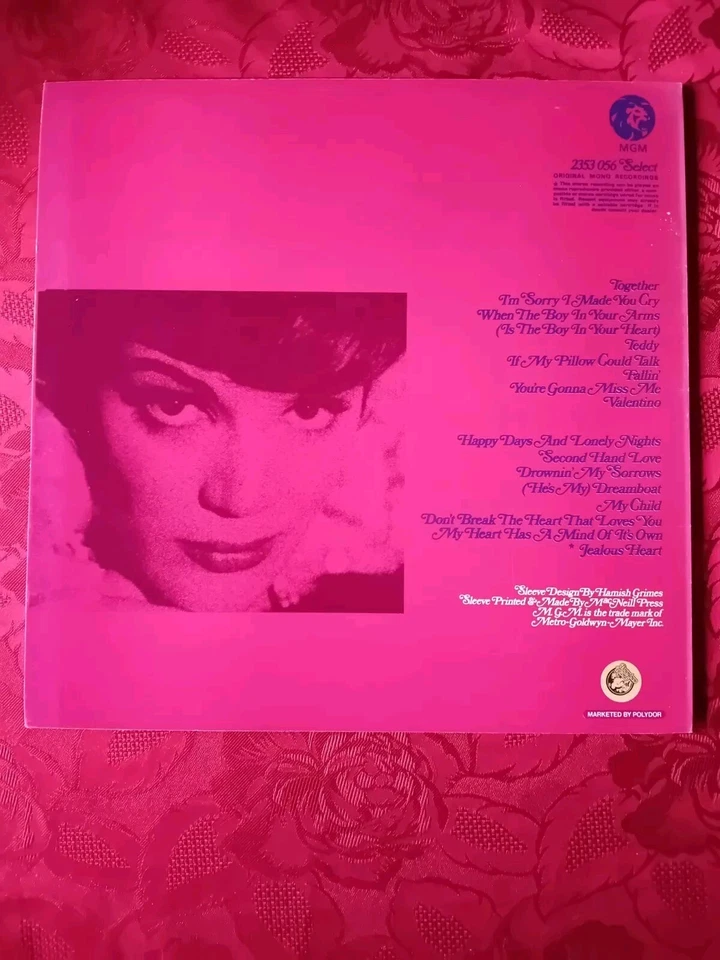 MGM
2353 056 Select
ORIGINAL MONO RECORDINGS
Together
I'm Sorry I Made You Cry
When The Boy In Your Arms
(Is The Boy In Your Heart)
Teddy
If My Pillow Could Talk
Fallin'
You're Gonna Miss Me
Valentino
Happy Days And Lonely Nights
Second Hand Love
Drownin' My Sorrows
(He's My) Dreamboat
My Child
Don't Break The Heart That Loves You
My Heart Has A Mind Of It's Own
* Jealous Heart
Sleeve Design By Hamish Grimes
Sleeve Printed & Made By MacNeill Press
M.G.M. is the trade mark of
Metro-Goldwyn-Mayer Inc.
MARKETED BY POLYDOR